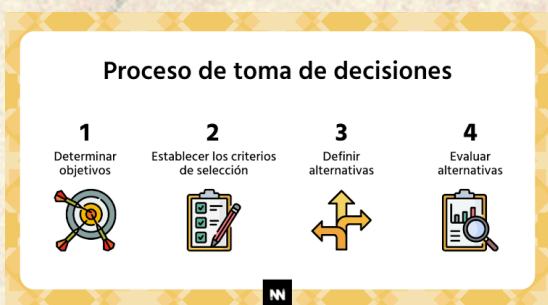 Proceso de toma de decisiones
1
Determinar
objetivos
2
Establecer los criterios
de selección
3
Definir
alternativas
4
Evaluar
alternativas
NN